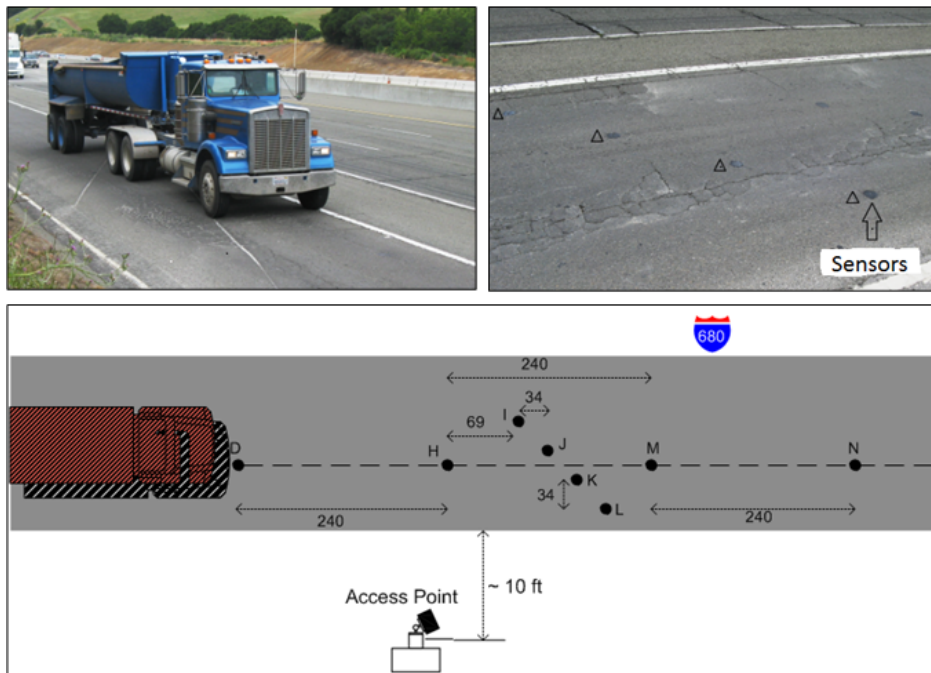 Sensors
680
240
34
I
69
J
D
H
M
N
K
34
L
240
240
~ 10 ft
Access Point